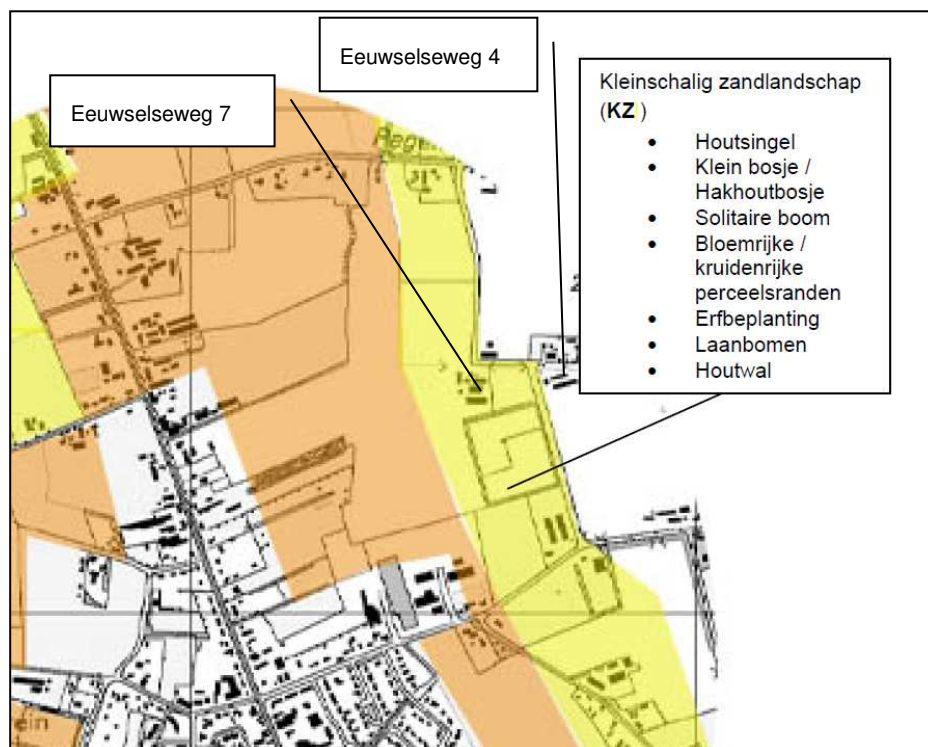 Eeuwselseweg 4
Eeuwselseweg 7
Kleinschalig zandlandschap
(KZ)
• Houtsingel
• Klein bosje /
Hakhoutbosje
• Solitaire boom
• Bloemrijke /
kruidenrijke
perceelsranden
• Erfbeplanting
• Laanbomen
• Houtwal